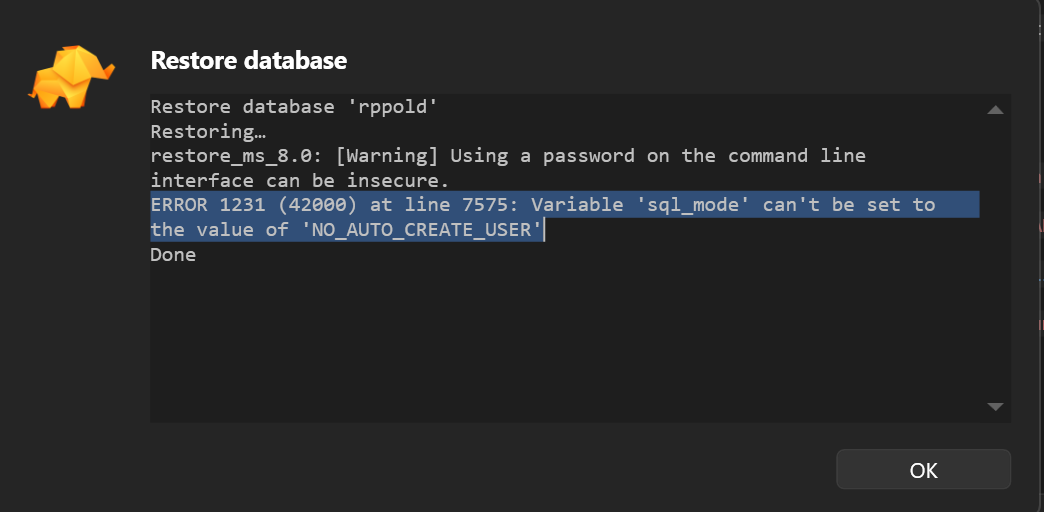 Restore database
Restore database 'rppold'
Restoring…
restore_ms_8.0: [Warning] Using a password on the command line
interface can be insecure.
ERROR 1231 (42000) at line 7575: Variable 'sql_mode' can't be set to
the value of 'NO_AUTO_CREATE_USER'
Done
OK